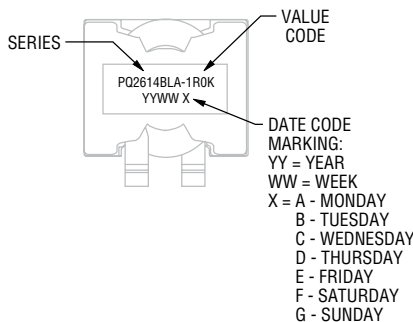 VALUE
CODE
SERIES
PQ2614BLA-1R0K
YYWW X
DATE CODE
MARKING:
YY = YEAR
WW = WEEK
X = A - MONDAY
B - TUESDAY
C - WEDNESDAY
D - THURSDAY
E - FRIDAY
F - SATURDAY
G - SUNDAY